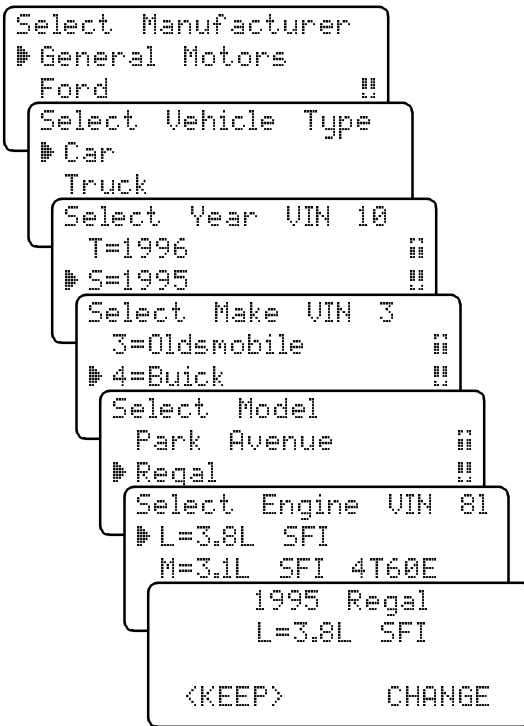 Select Manufacturer
General Motors
Ford
Select Vehicle Type
Car
Truck
Select Year VIN 10
T=1996
S=1995
Select Make VIN 3
3=Oldsmobile
4=Buick
Select Model
Park Avenue
Regal
Select Engine VIN 8l
L=3.8L SFI
M=3.1L SFI 4T60E
1995 Regal
L=3.8L SFI
<KEEP> CHANGE